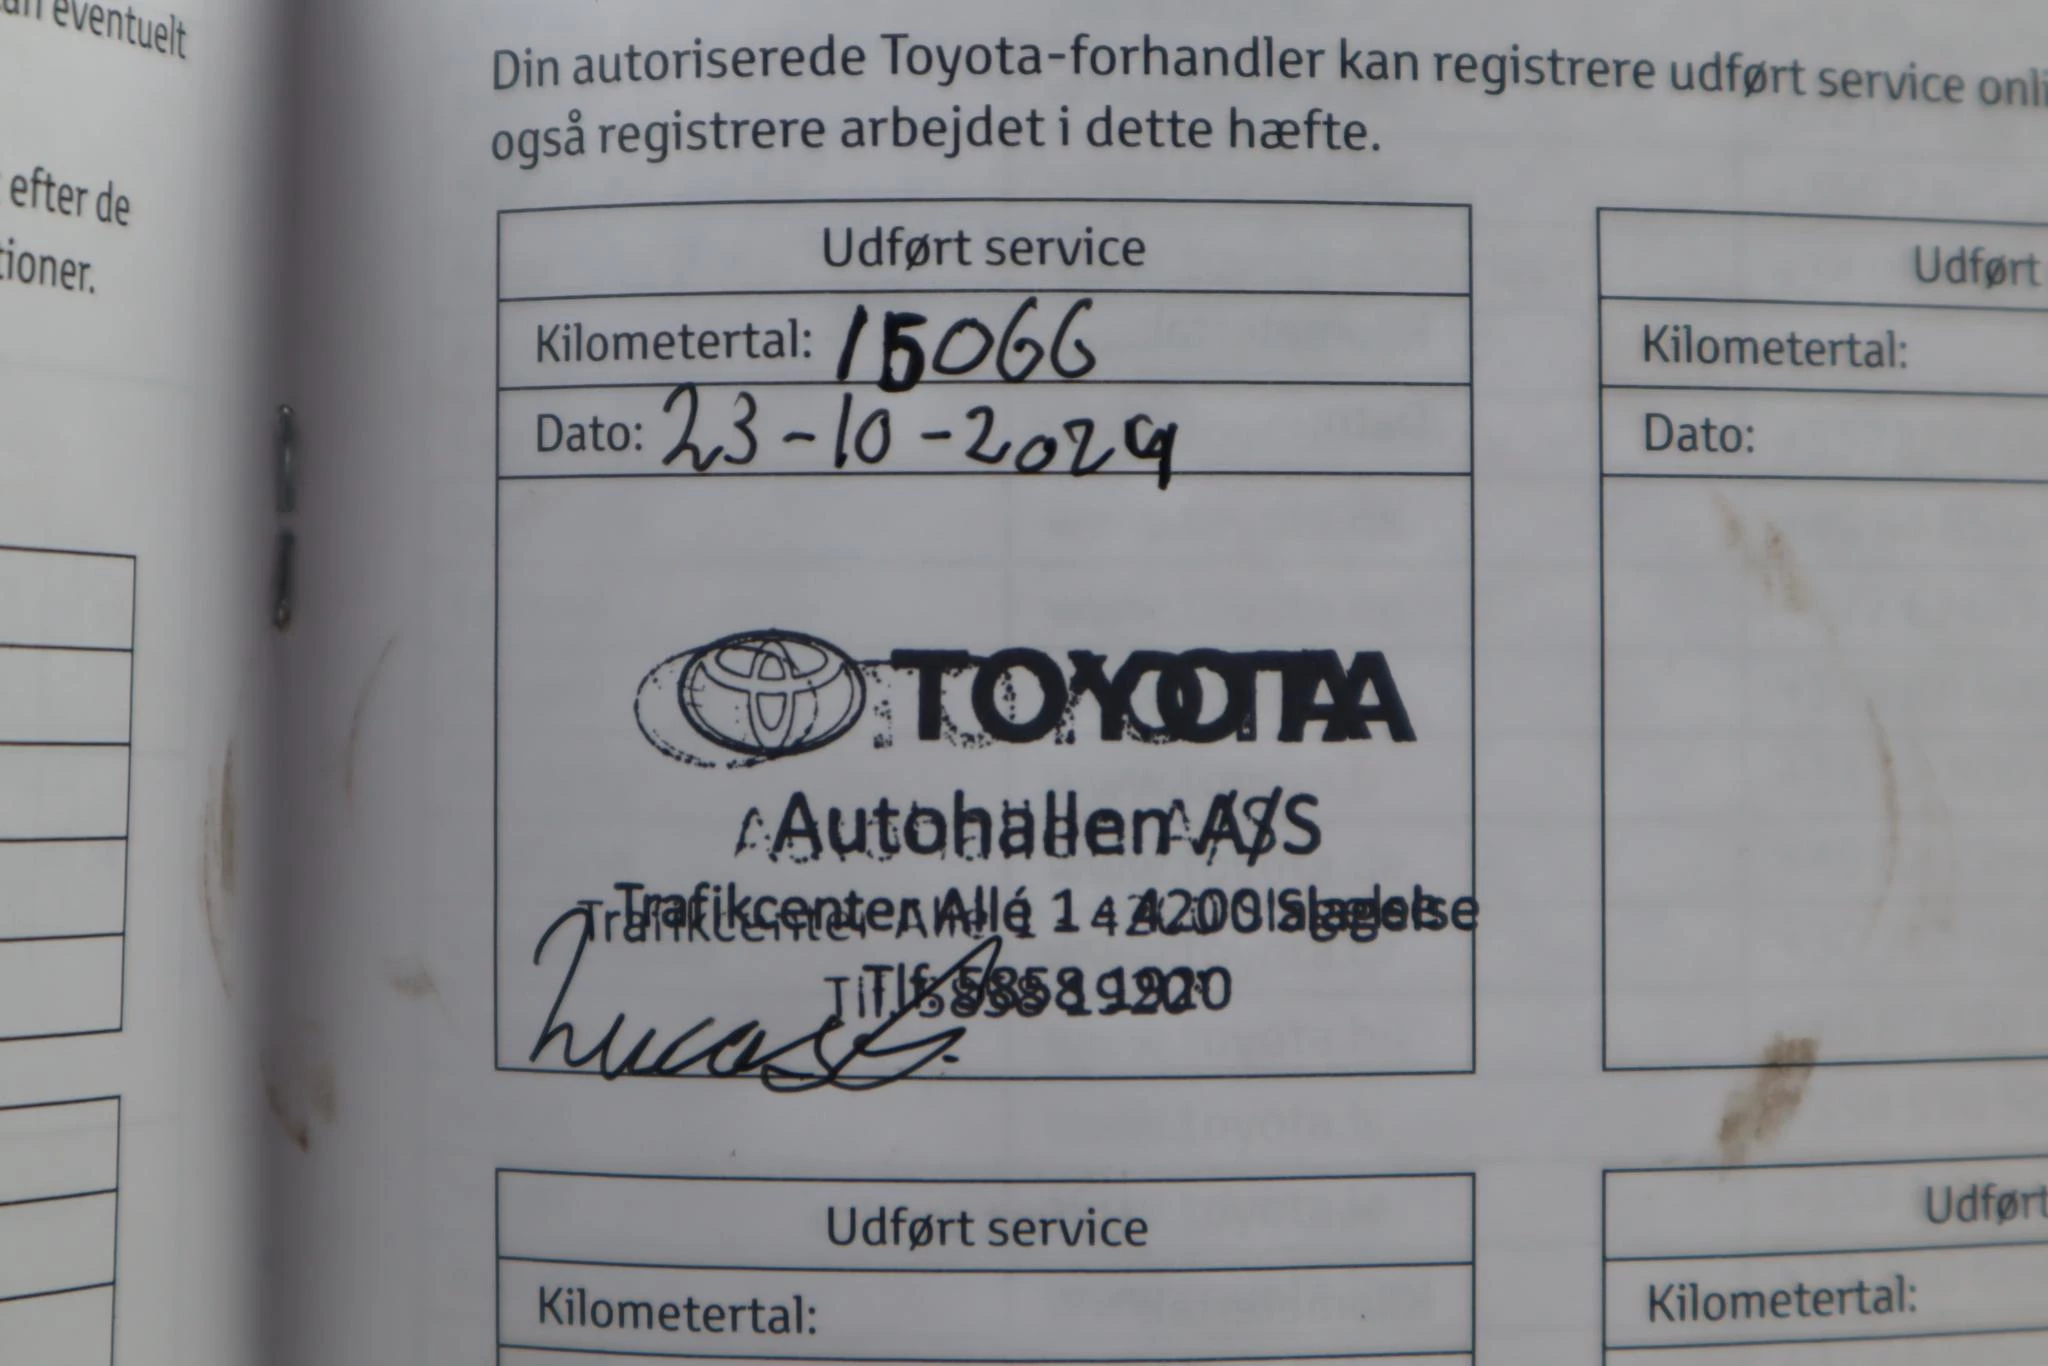 eventuelt
efter de
tioner.
Din autoriserede Toyota-forhandler kan registrere udført service onli
også registrere arbejdet i dette hæfte.
Udført service
Kilometertal: 15066
Dato: 23-10-2024
TOYOTA
Autohallen A/S
Trafikcenter Allé 1 - 4200 Slagelse
Tlf. 5858 1920
Lucas
Udført
Kilometertal:
Dato:
Udført service
Kilometertal:
Udført
Kilometertal: